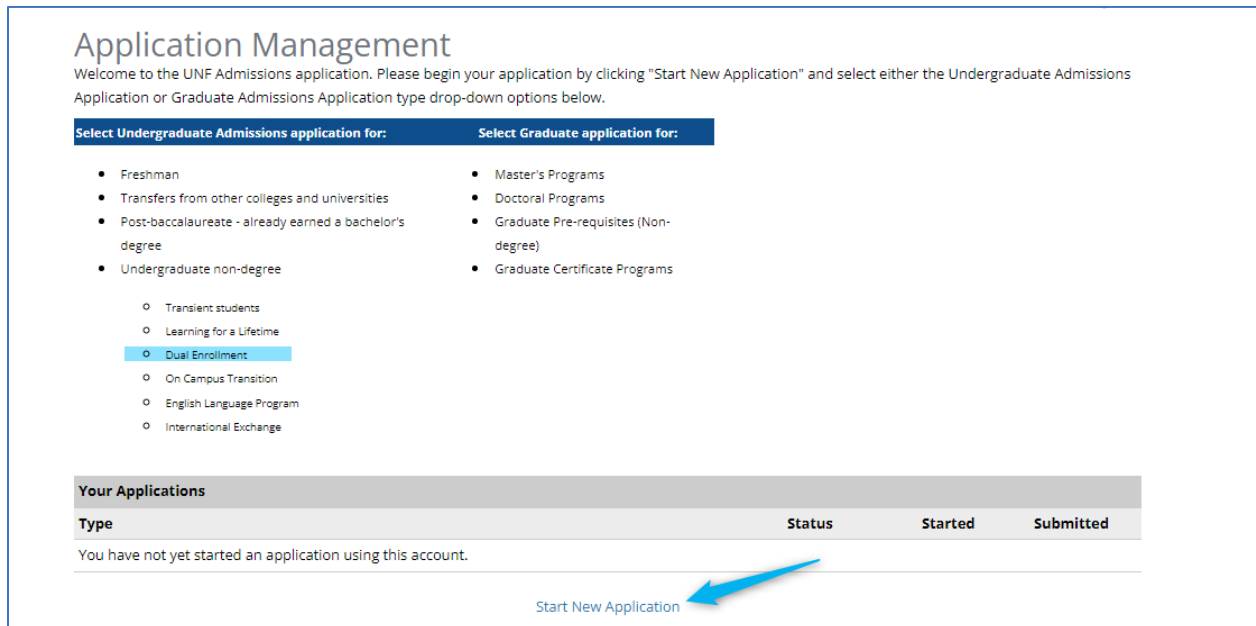 Application Management
Welcome to the UNF Admissions application. Please begin your application by clicking "Start New Application" and select either the Undergraduate Admissions
Application or Graduate Admissions Application type drop-down options below.
Select Undergraduate Admissions application for:
Freshman
Transfers from other colleges and universities
Post-baccalaureate - already earned a bachelor's
degree
Undergraduate non-degree
Transient students
Learning for a Lifetime
Dual Enrollment
On Campus Transition
English Language Program
International Exchange
Select Graduate application for:
Master's Programs
Doctoral Programs
Graduate Pre-requisites (Non-
degree)
Graduate Certificate Programs
Your Applications
Type Status Started Submitted
You have not yet started an application using this account.
Start New Application